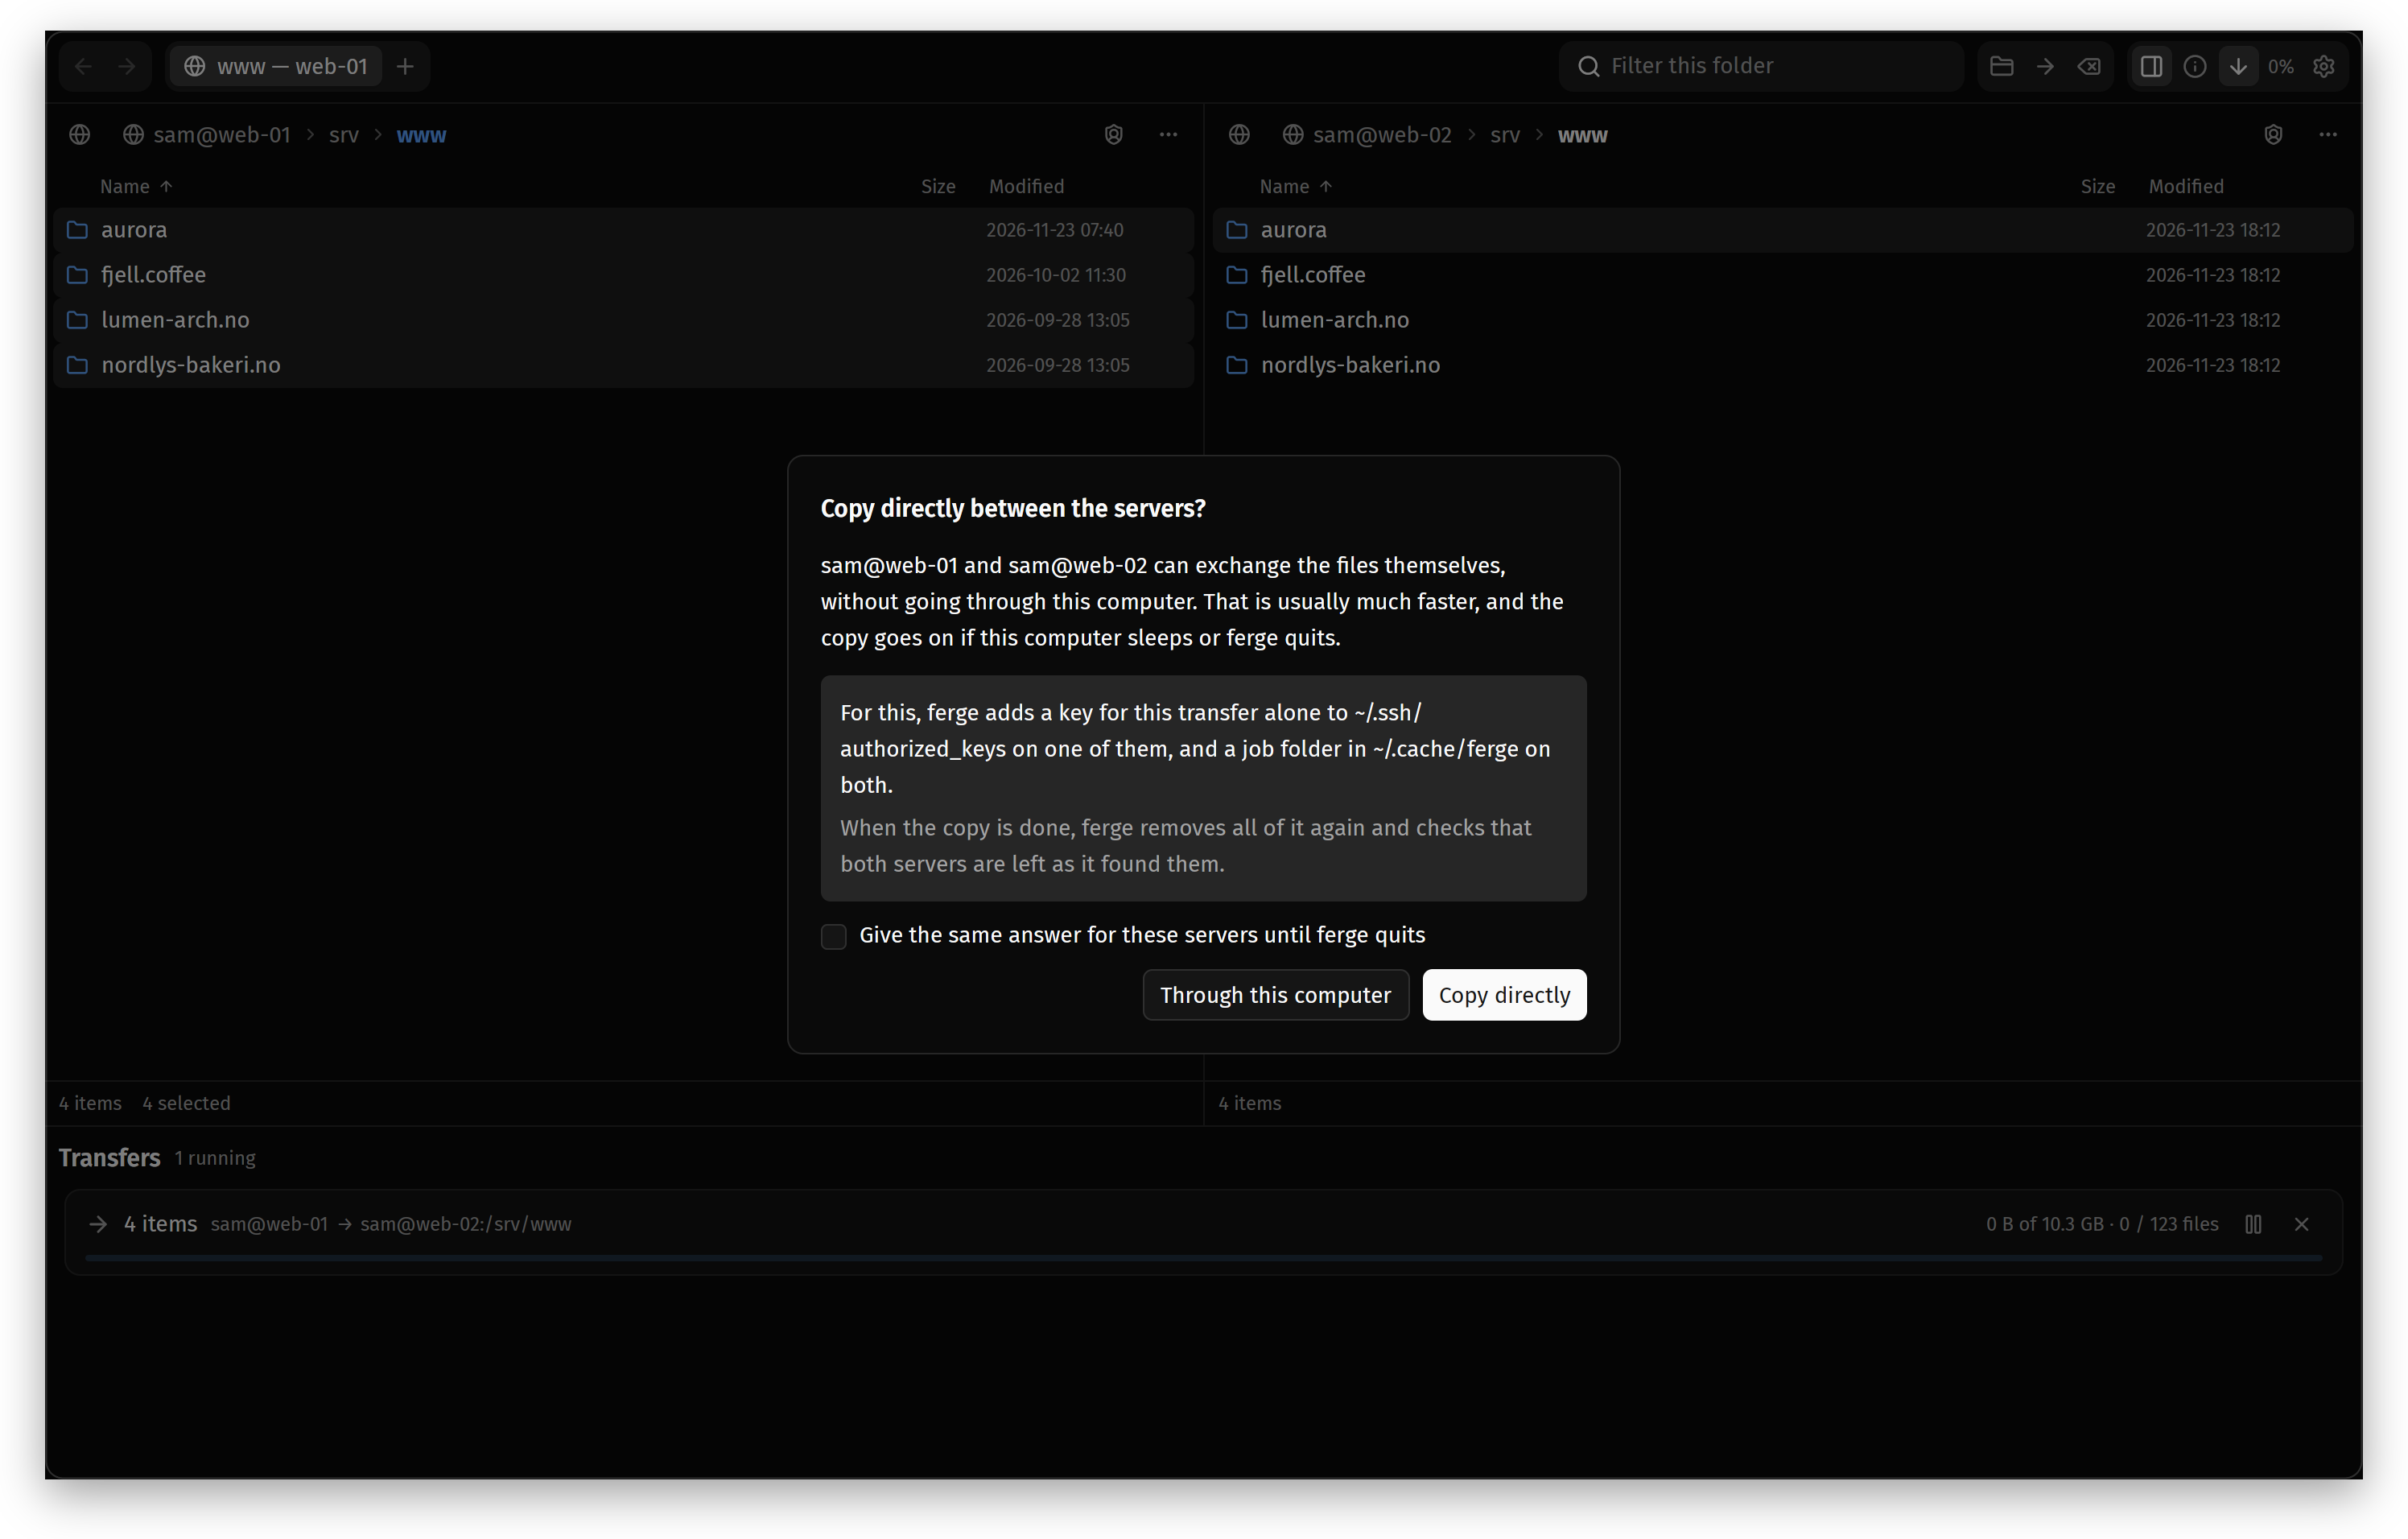 www — web-01
Filter this folder
0%
sam@web-01 > srv > www
Name ↑ Size Modified
aurora 2026-11-23 07:40
fjell.coffee 2026-10-02 11:30
lumen-arch.no 2026-09-28 13:05
nordlys-bakeri.no 2026-09-28 13:05
sam@web-02 > srv > www
Name ↑ Size Modified
aurora 2026-11-23 18:12
fjell.coffee 2026-11-23 18:12
lumen-arch.no 2026-11-23 18:12
nordlys-bakeri.no 2026-11-23 18:12
Copy directly between the servers?
sam@web-01 and sam@web-02 can exchange the files themselves,
without going through this computer. That is usually much faster, and the
copy goes on if this computer sleeps or ferge quits.
For this, ferge adds a key for this transfer alone to ~/.ssh/
authorized_keys on one of them, and a job folder in ~/.cache/ferge on
both.
When the copy is done, ferge removes all of it again and checks that
both servers are left as it found them.
Give the same answer for these servers until ferge quits
Through this computer
Copy directly
4 items 4 selected
4 items
Transfers 1 running
4 items sam@web-01 → sam@web-02:/srv/www 0 B of 10.3 GB · 0 / 123 files